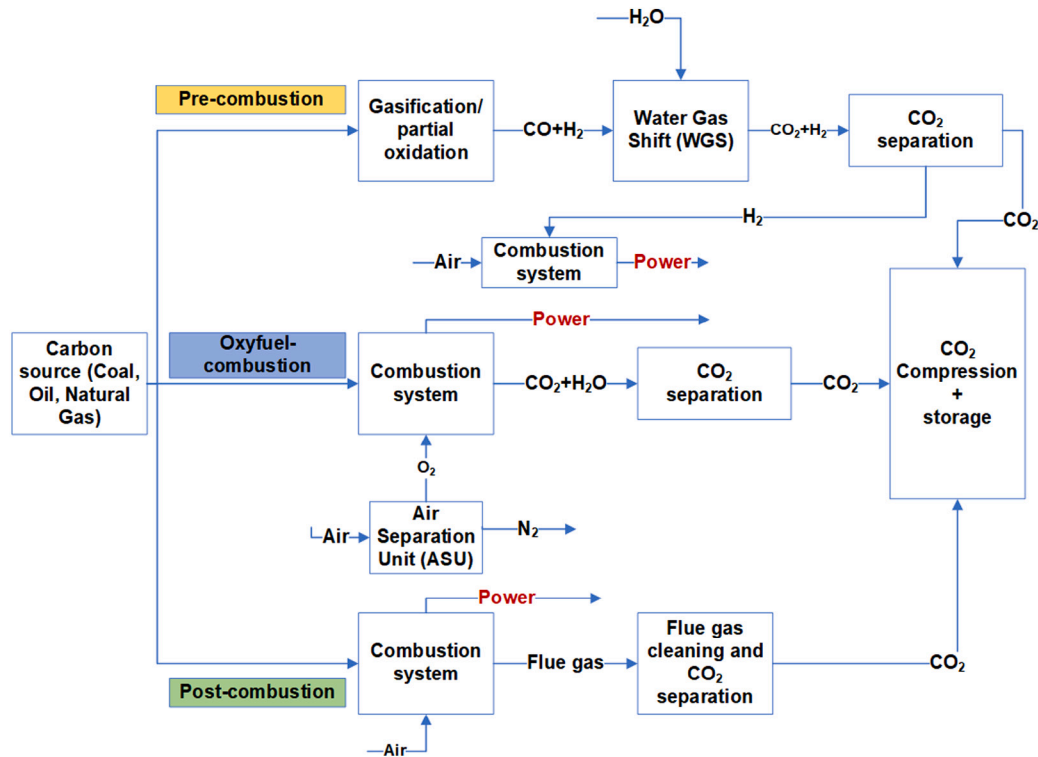 H₂O
Pre-combustion
Gasification/
partial
oxidation
CO+H₂
Water Gas
Shift (WGS)
CO₂+H₂
CO₂
separation
H₂
CO₂
Air
Combustion
system
Power
Carbon
source (Coal,
Oil, Natural
Gas)
Oxyfuel-
combustion
Power
Combustion
system
CO₂+H₂O
CO₂
separation
CO₂
CO₂
Compression
+
storage
O₂
Air
Air
Separation
Unit (ASU)
N₂
Power
Combustion
system
Flue gas
Flue gas
cleaning and
CO₂
separation
CO₂
Post-combustion
Air